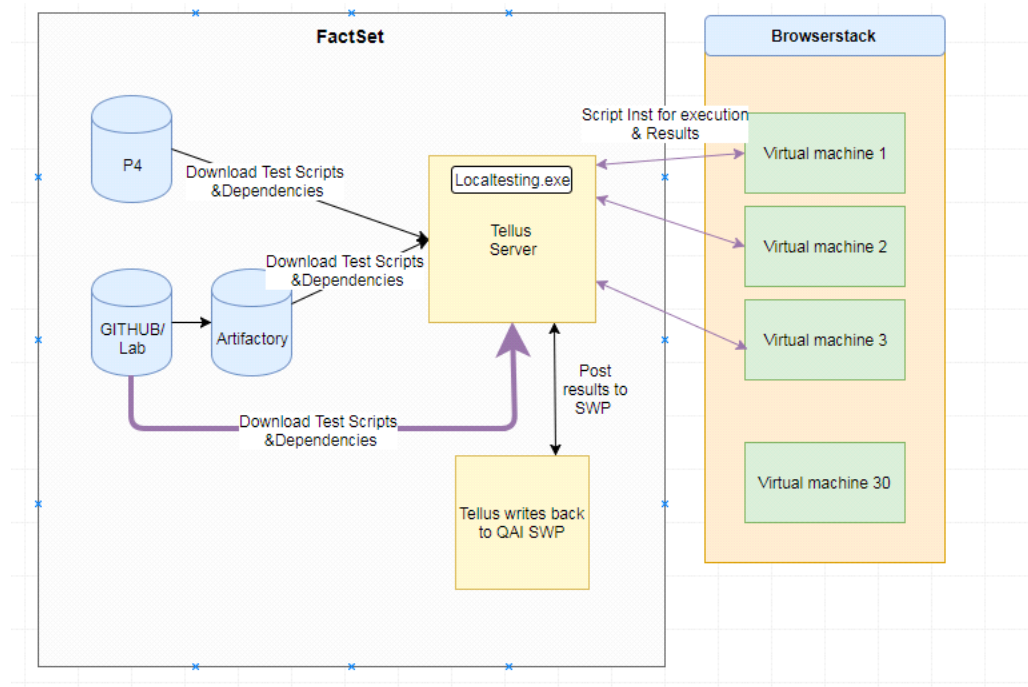 FactSet
Browserstack
P4
Download Test Scripts
&Dependencies
GITHUB/
Lab
Artifactory
Download Test Scripts
&Dependencies
Download Test Scripts
&Dependencies
Localtesting.exe
Tellus
Server
Post
results to
SWP
Tellus writes back
to QAI SWP
Script Inst for execution
& Results
Virtual machine 1
Virtual machine 2
Virtual machine 3
Virtual machine 30